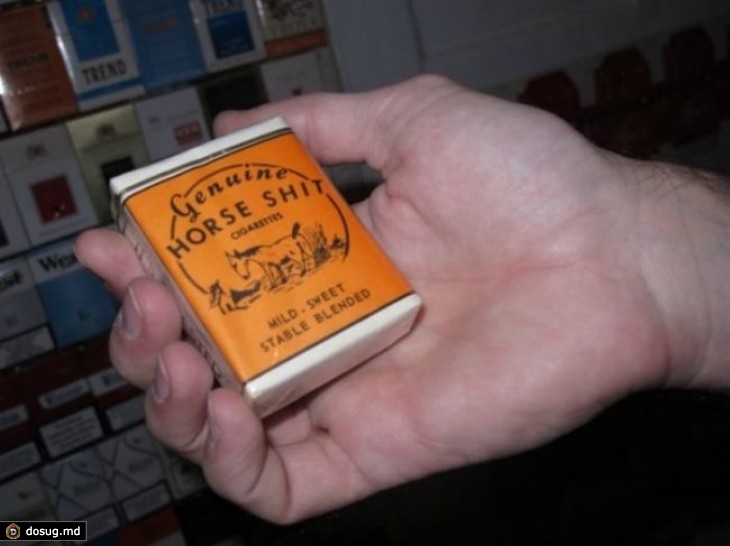 TREND
Genuine
HORSE SHIT
CIGARETTES
MILD . SWEET
STABLE BLENDED
dosug.md